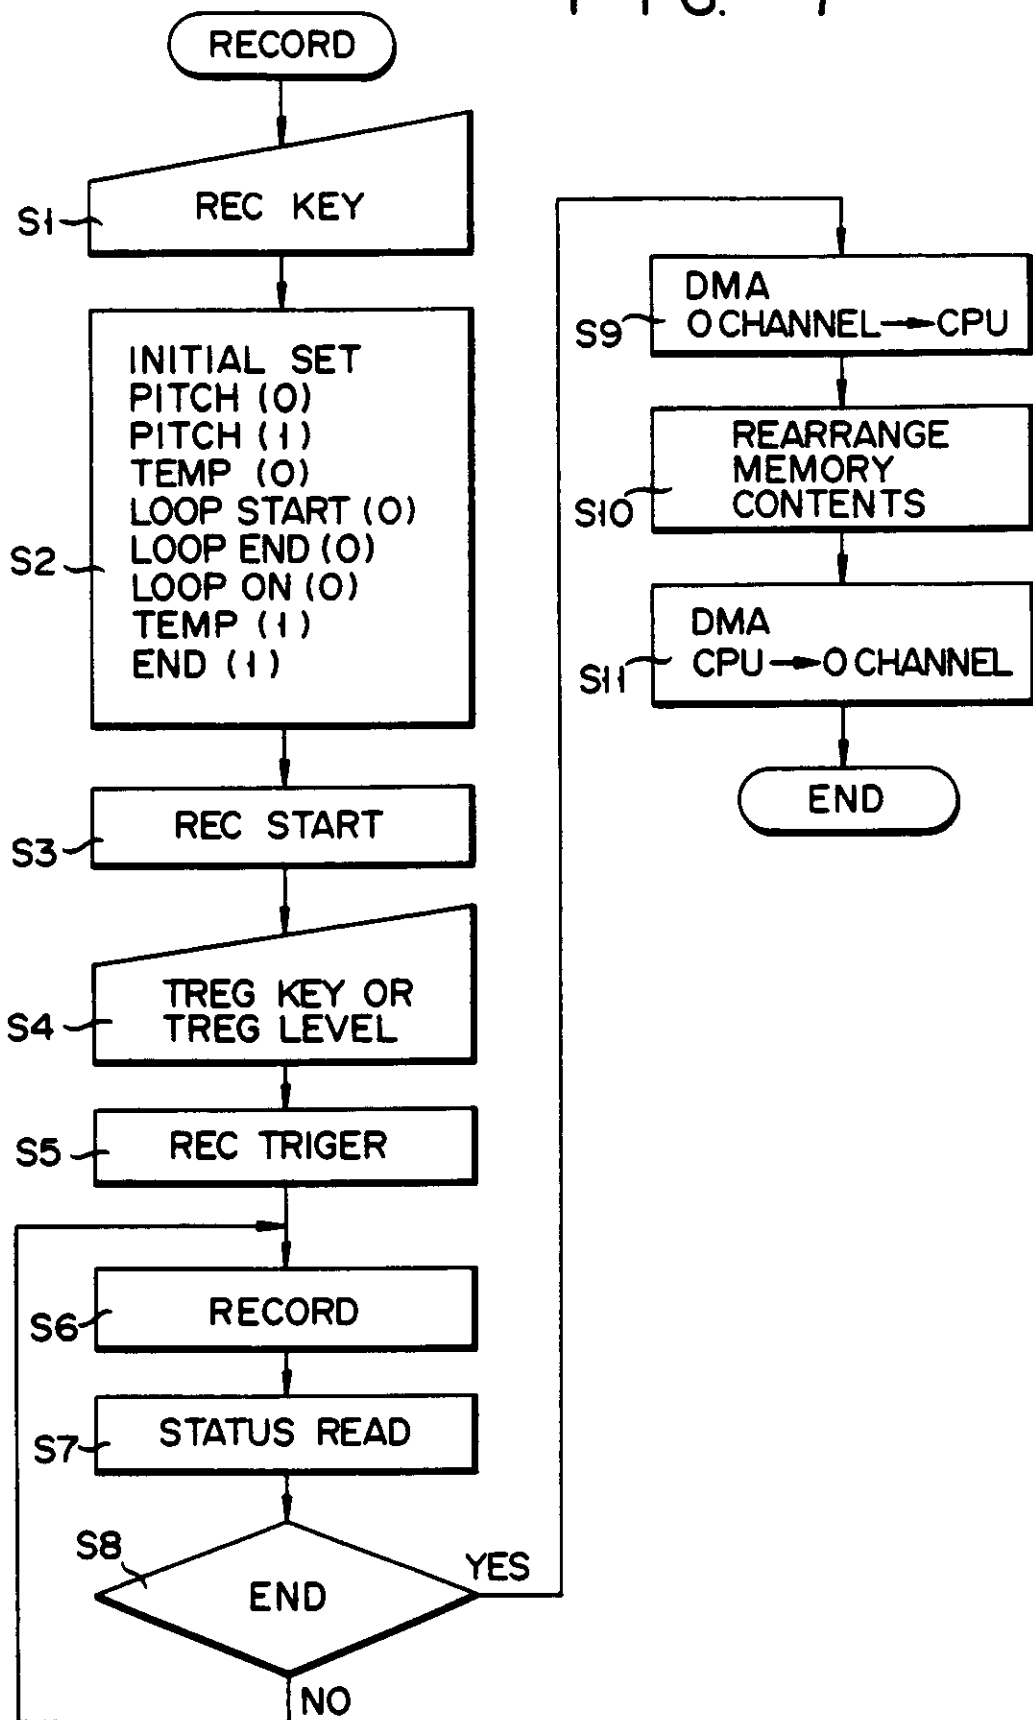 FIG. 7
RECORD
S1
REC KEY
S2
INITIAL SET
PITCH (0)
PITCH (1)
TEMP (0)
LOOP START (0)
LOOP END (0)
LOOP ON (0)
TEMP (1)
END (1)
S3
REC START
S4
TREG KEY OR
TREG LEVEL
S5
REC TRIGER
S6
RECORD
S7
STATUS READ
S8
END
YES
NO
S9
DMA
0 CHANNEL → CPU
S10
REARRANGE
MEMORY
CONTENTS
S11
DMA
CPU → 0 CHANNEL
END